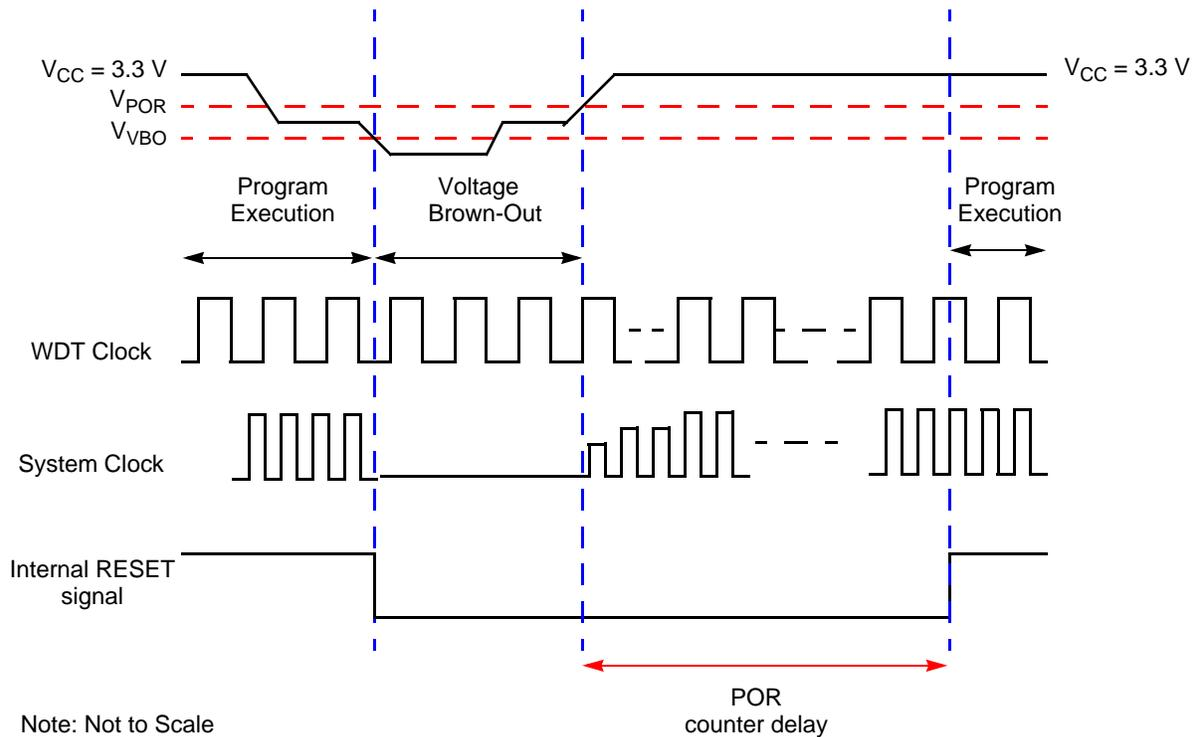 VCC = 3.3 V
VCC = 3.3 V
VPOR
VVBO
Program
Execution
Voltage
Brown-Out
Program
Execution
WDT Clock
System Clock
Internal RESET
signal
POR
counter delay
Note: Not to Scale